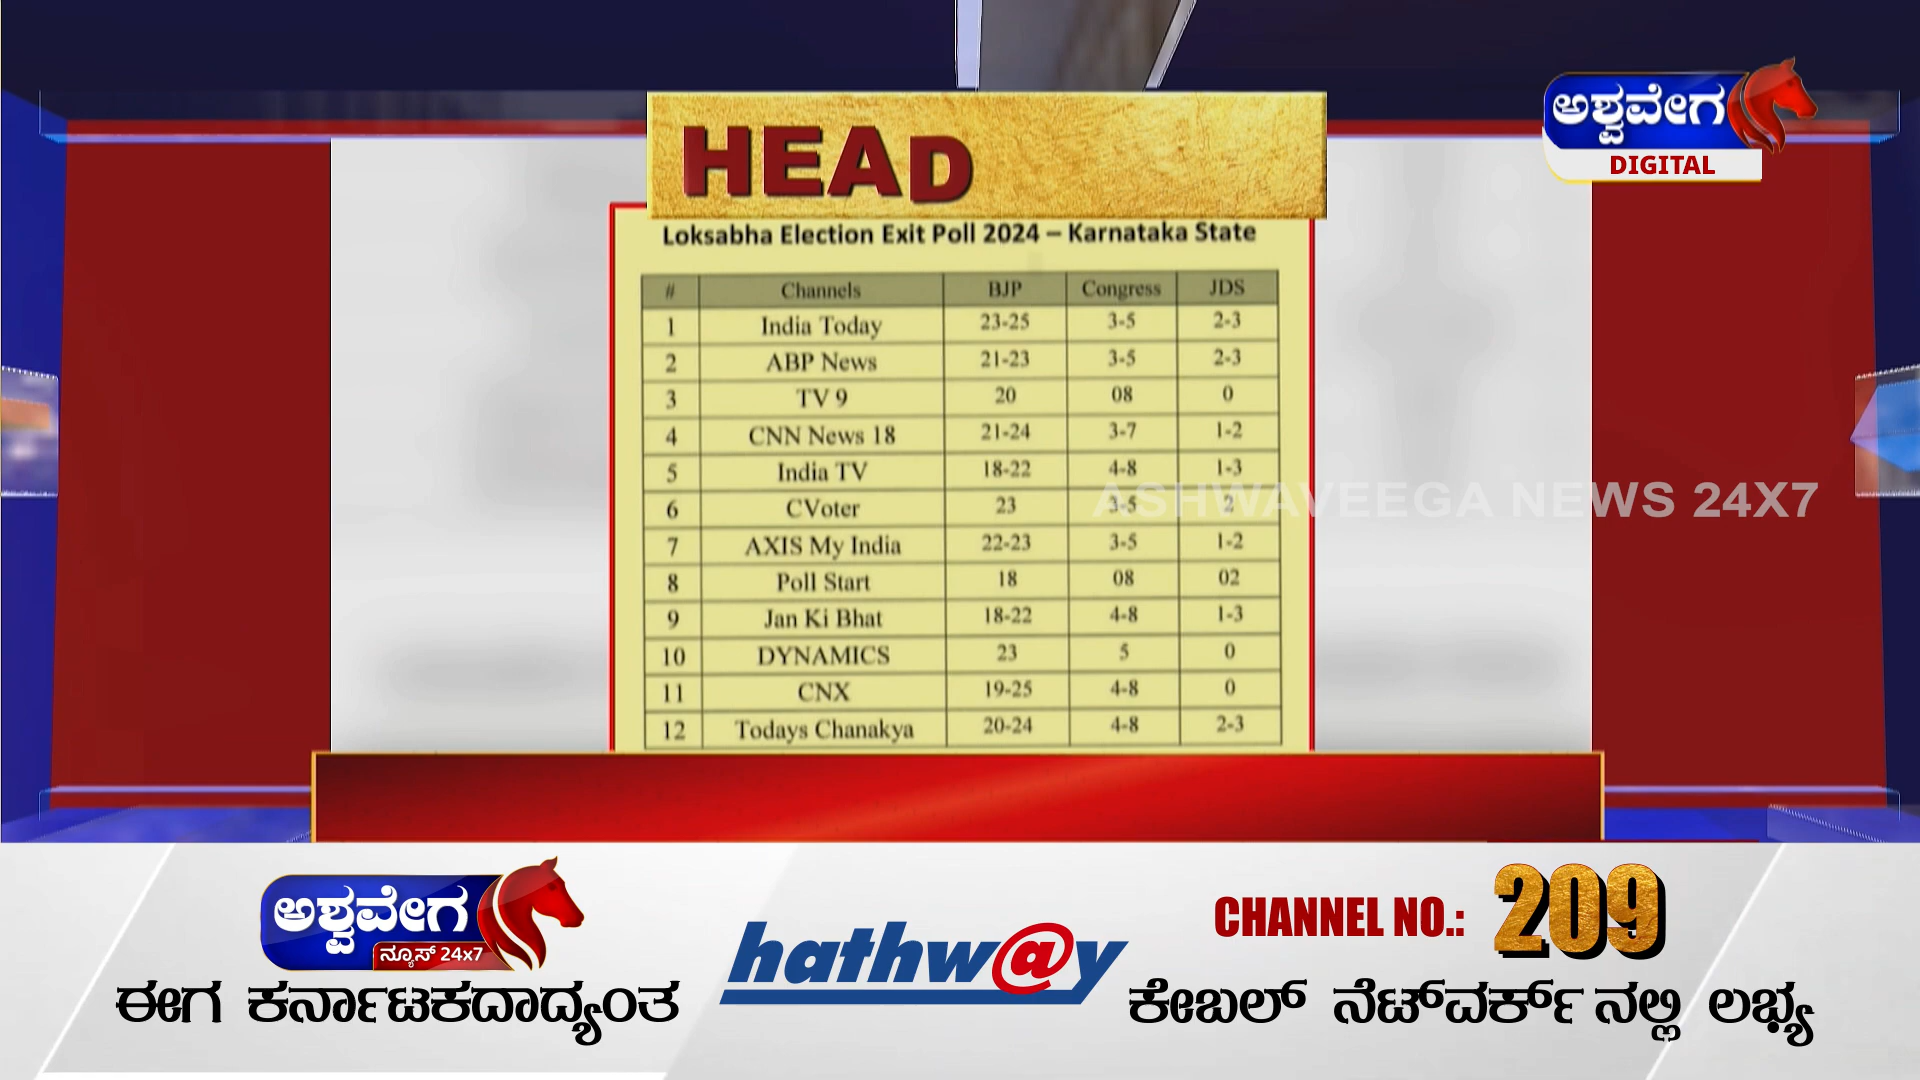 HEAD
ಅಶ್ವವೇಗ
DIGITAL
Loksabha Election Exit Poll 2024 – Karnataka State
# Channels BJP Congress JDS
1 India Today 23-25 3-5 2-3
2 ABP News 21-23 3-5 2-3
3 TV 9 20 08 0
4 CNN News 18 21-24 3-7 1-2
5 India TV 18-22 4-8 1-3
ASHWAVEEGA NEWS 24X7
6 CVoter 23 3-5 2
7 AXIS My India 22-23 3-5 1-2
8 Poll Start 18 08 02
9 Jan Ki Bhat 18-22 4-8 1-3
10 DYNAMICS 23 5 0
11 CNX 19-25 4-8 0
12 Todays Chanakya 20-24 4-8 2-3
ಅಶ್ವವೇಗ
ನ್ಯೂಸ್ 24x7
ಈಗ ಕರ್ನಾಟಕದಾದ್ಯಂತ
hathw@y
CHANNEL NO.: 209
ಕೇಬಲ್ ನೆಟ್‌ವರ್ಕ್ ನಲ್ಲಿ ಲಭ್ಯ